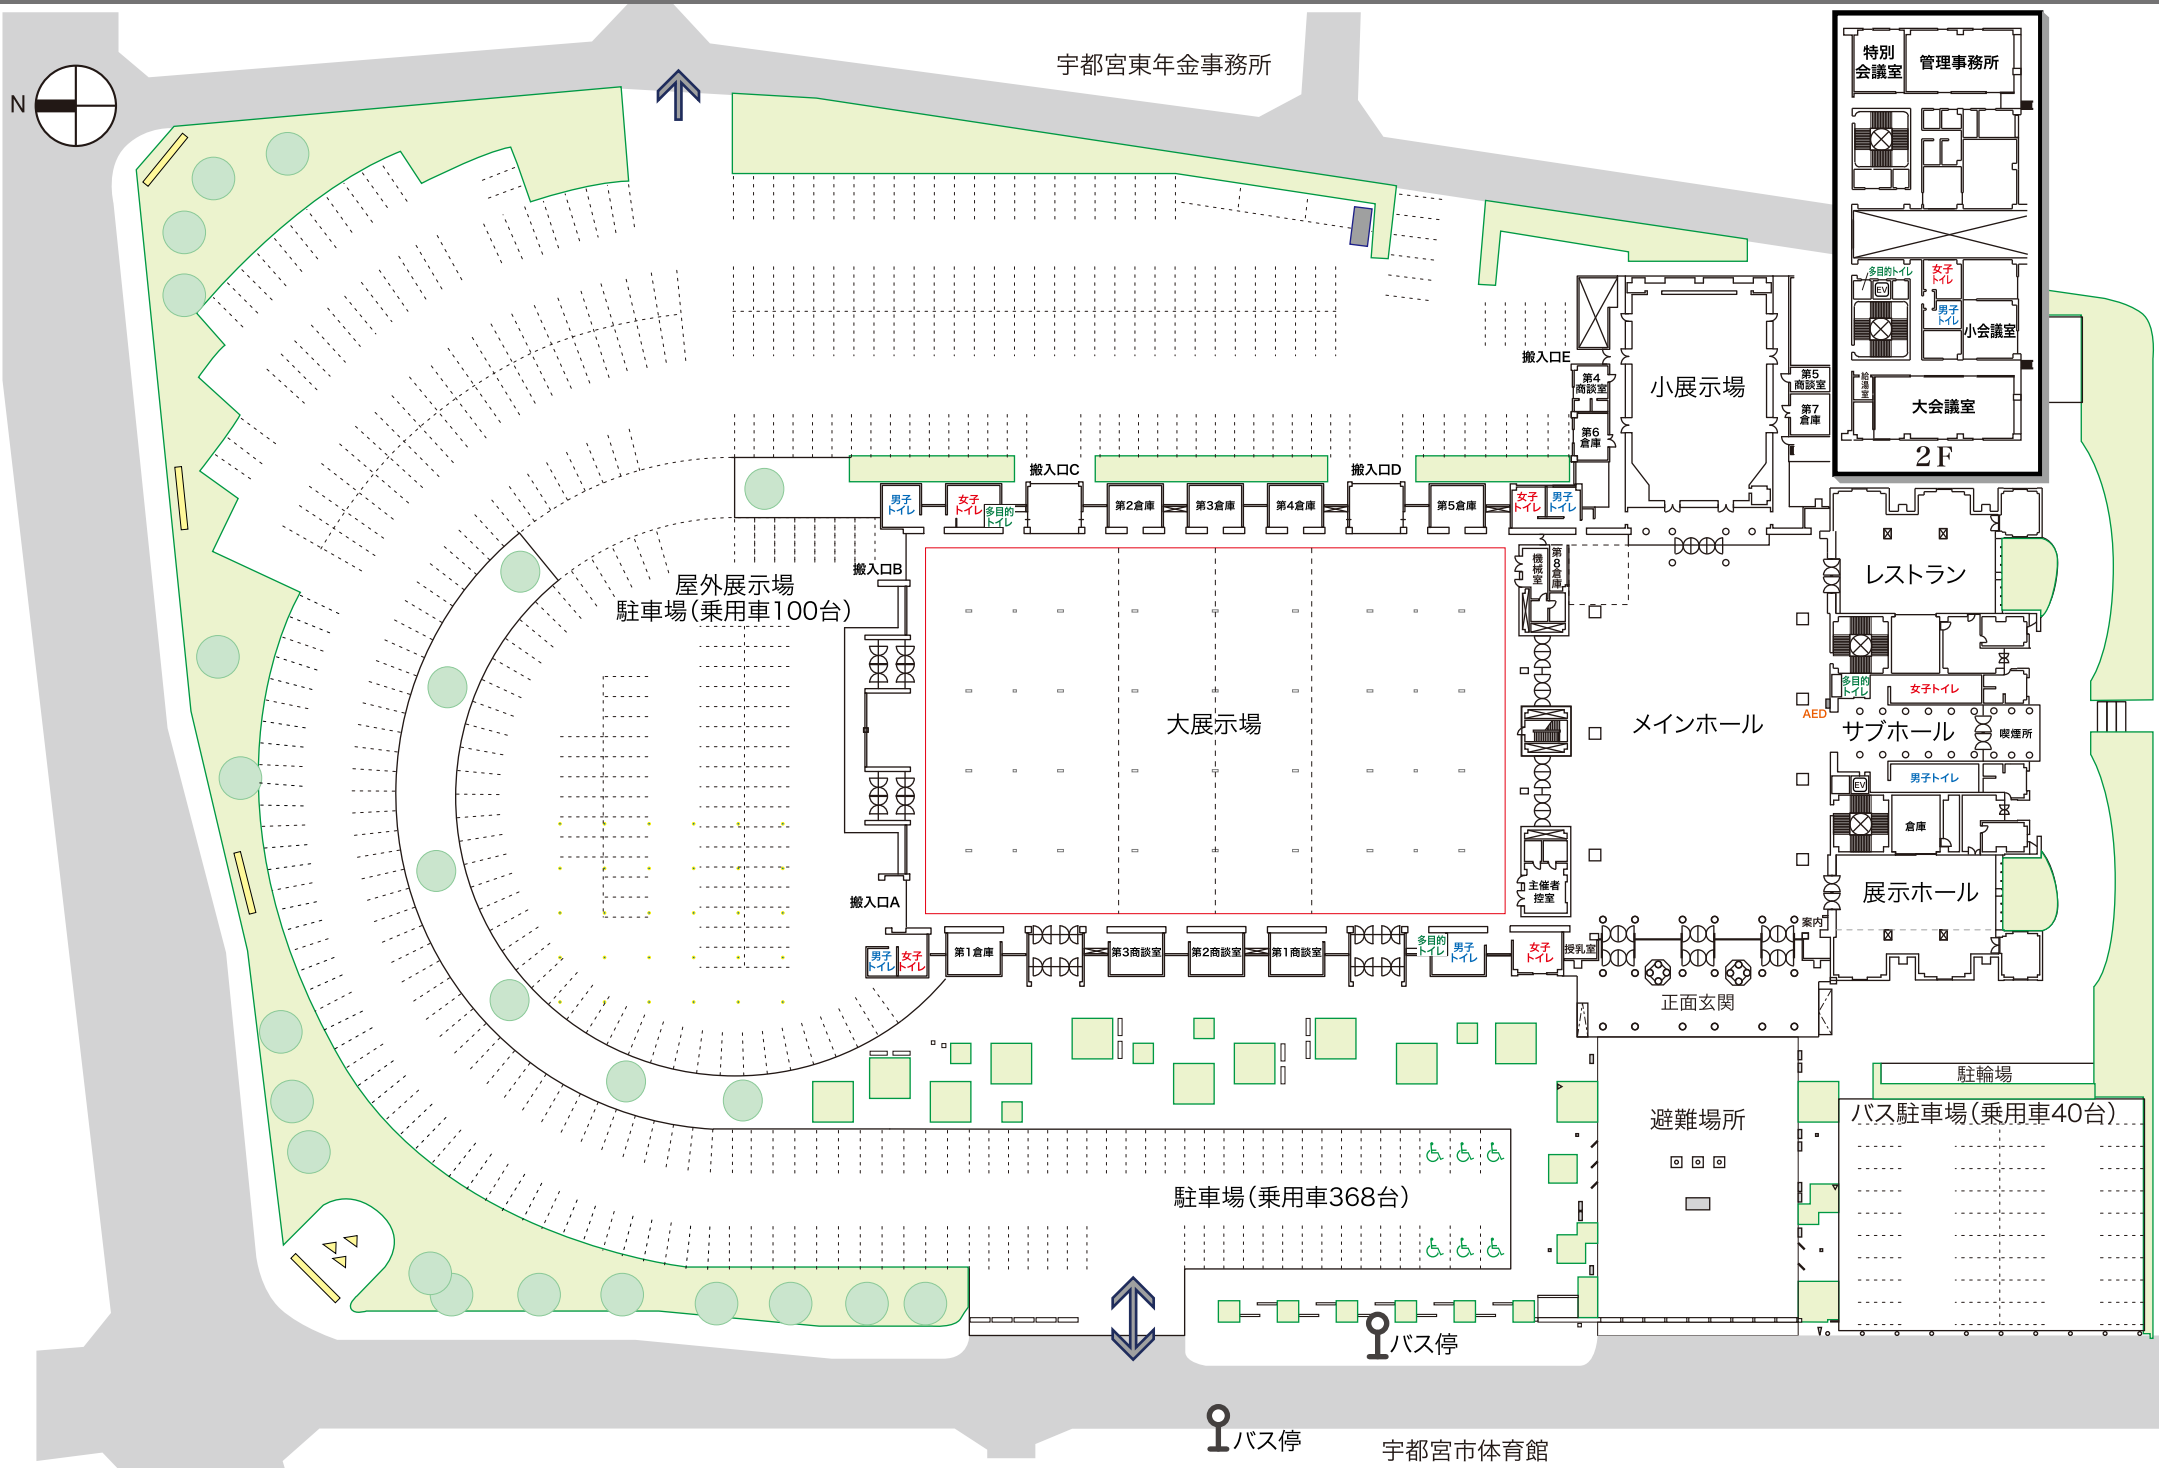 宇都宮東年金事務所
N
特別
会議室
管理事務所
多目的トイレ
女子
トイレ
EV
男子
トイレ
小会議室
給湯室
大会議室
2F
搬入口E
第4
商談室
小展示場
第5
商談室
第7
倉庫
第6
倉庫
搬入口C
搬入口D
男子
トイレ
女子
トイレ
多目的
トイレ
第2倉庫
第3倉庫
第4倉庫
第5倉庫
女子
トイレ
男子
トイレ
搬入口B
機械室
第8倉庫
屋外展示場
駐車場(乗用車100台)
レストラン
多目的
トイレ
女子トイレ
AED
大展示場
メインホール
サブホール
喫煙所
男子トイレ
EV
倉庫
主催者
控室
展示ホール
搬入口A
案内
男子
トイレ
女子
トイレ
第1倉庫
第3商談室
第2商談室
第1商談室
多目的
トイレ
男子
トイレ
女子
トイレ
授乳室
正面玄関
駐輪場
バス駐車場(乗用車40台)
避難場所
駐車場(乗用車368台)
バス停
バス停
宇都宮市体育館